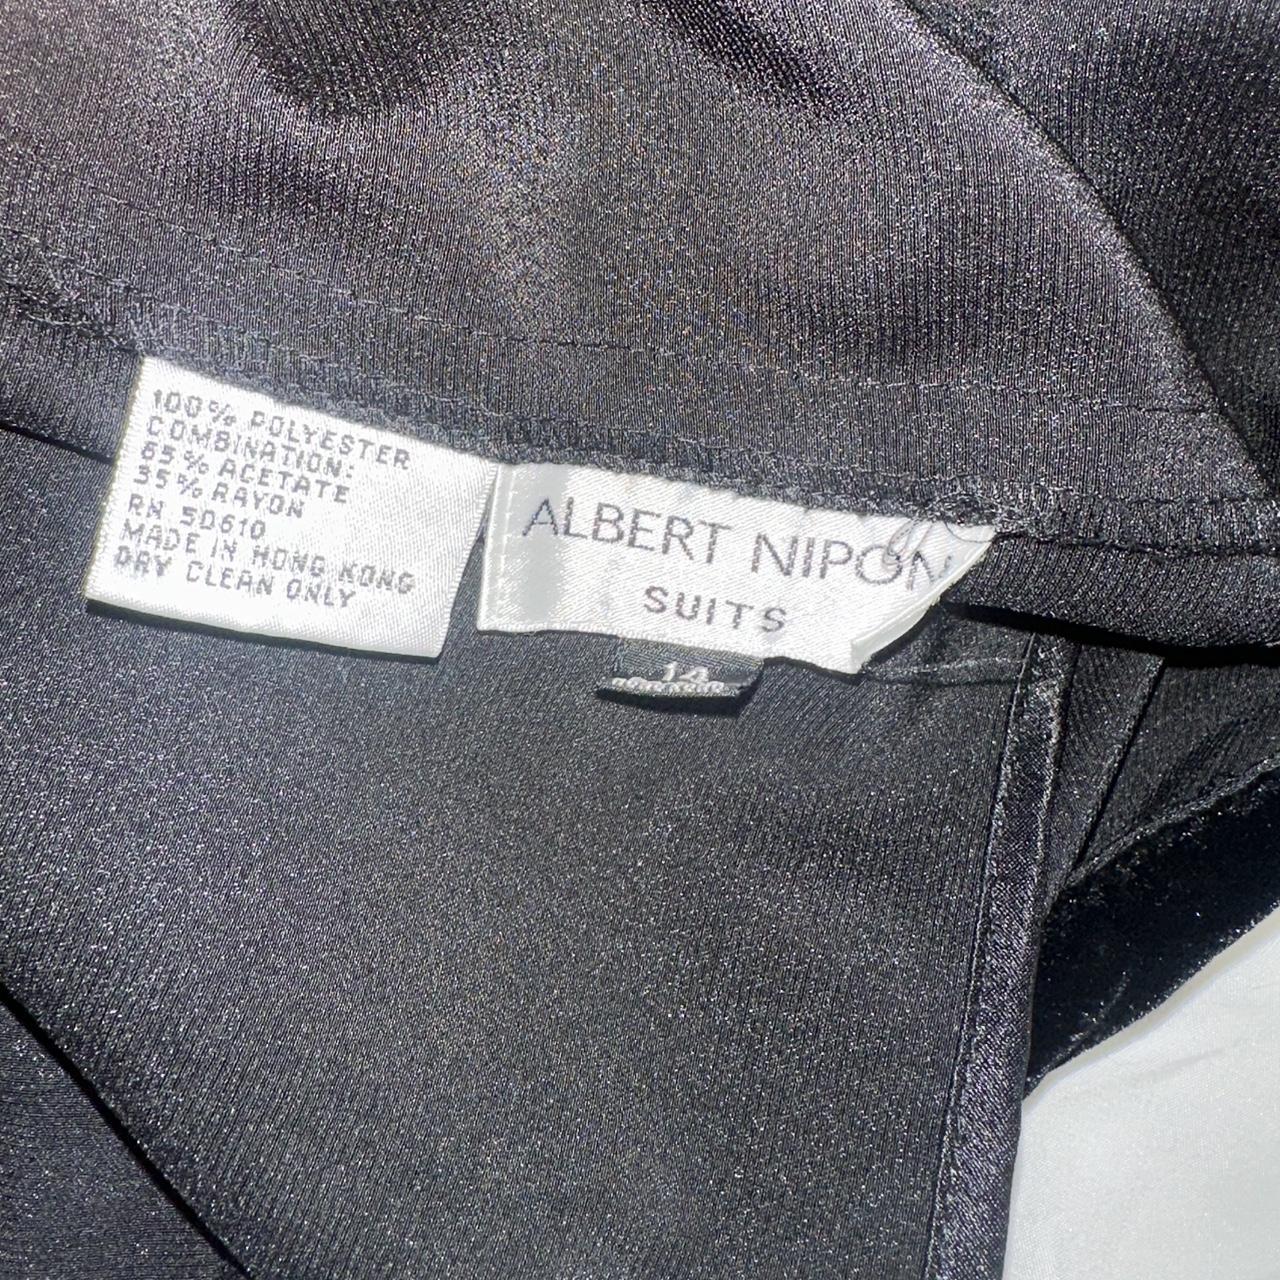 100% POLYESTER
COMBINATION:
65% ACETATE
35% RAYON
RN 50610
MADE IN HONG KONG
DRY CLEAN ONLY
ALBERT NIPON
SUITS
14